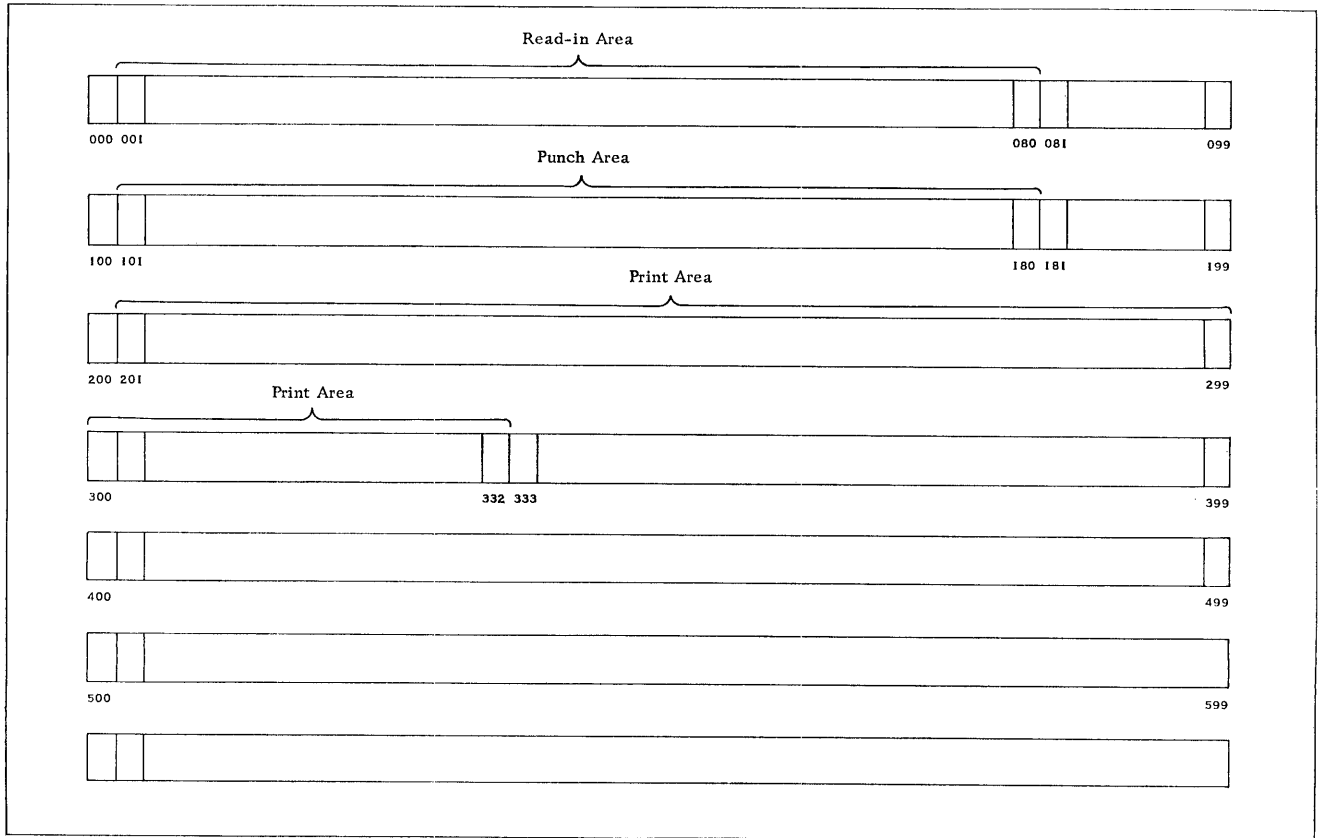 Read-in Area
000 001 080 081 099
Punch Area
100 101 180 181 199
Print Area
200 201 299
Print Area
300 332 333 399
400 499
500 599